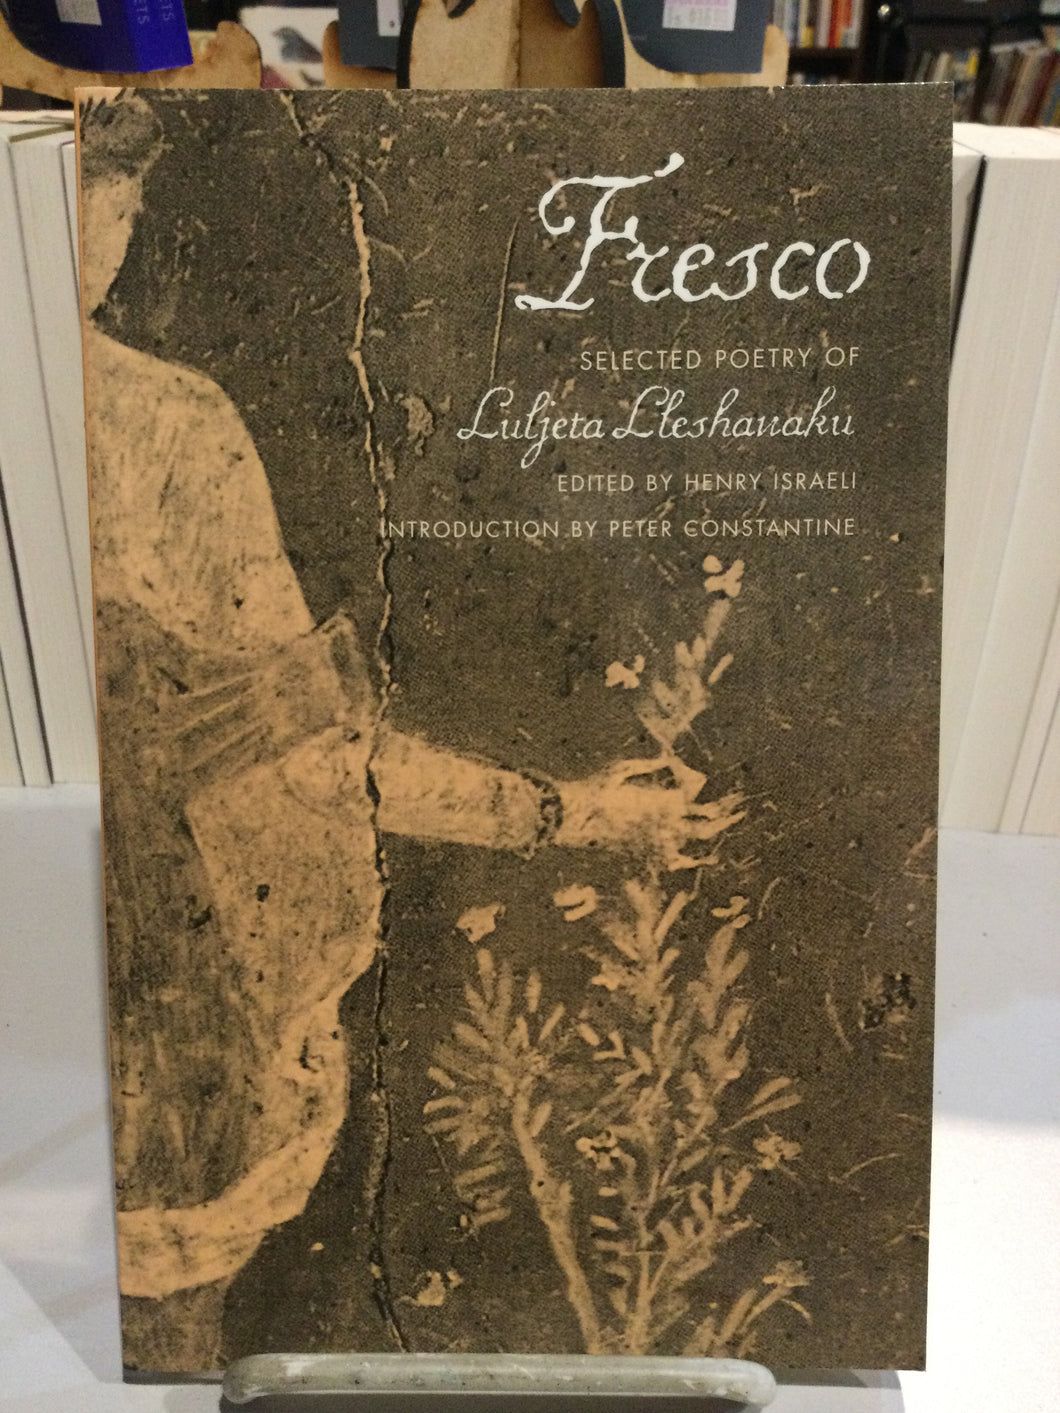 Fresco
SELECTED POETRY OF
Luljeta Lleshanaku
EDITED BY HENRY ISRAELI
INTRODUCTION BY PETER CONSTANTINE